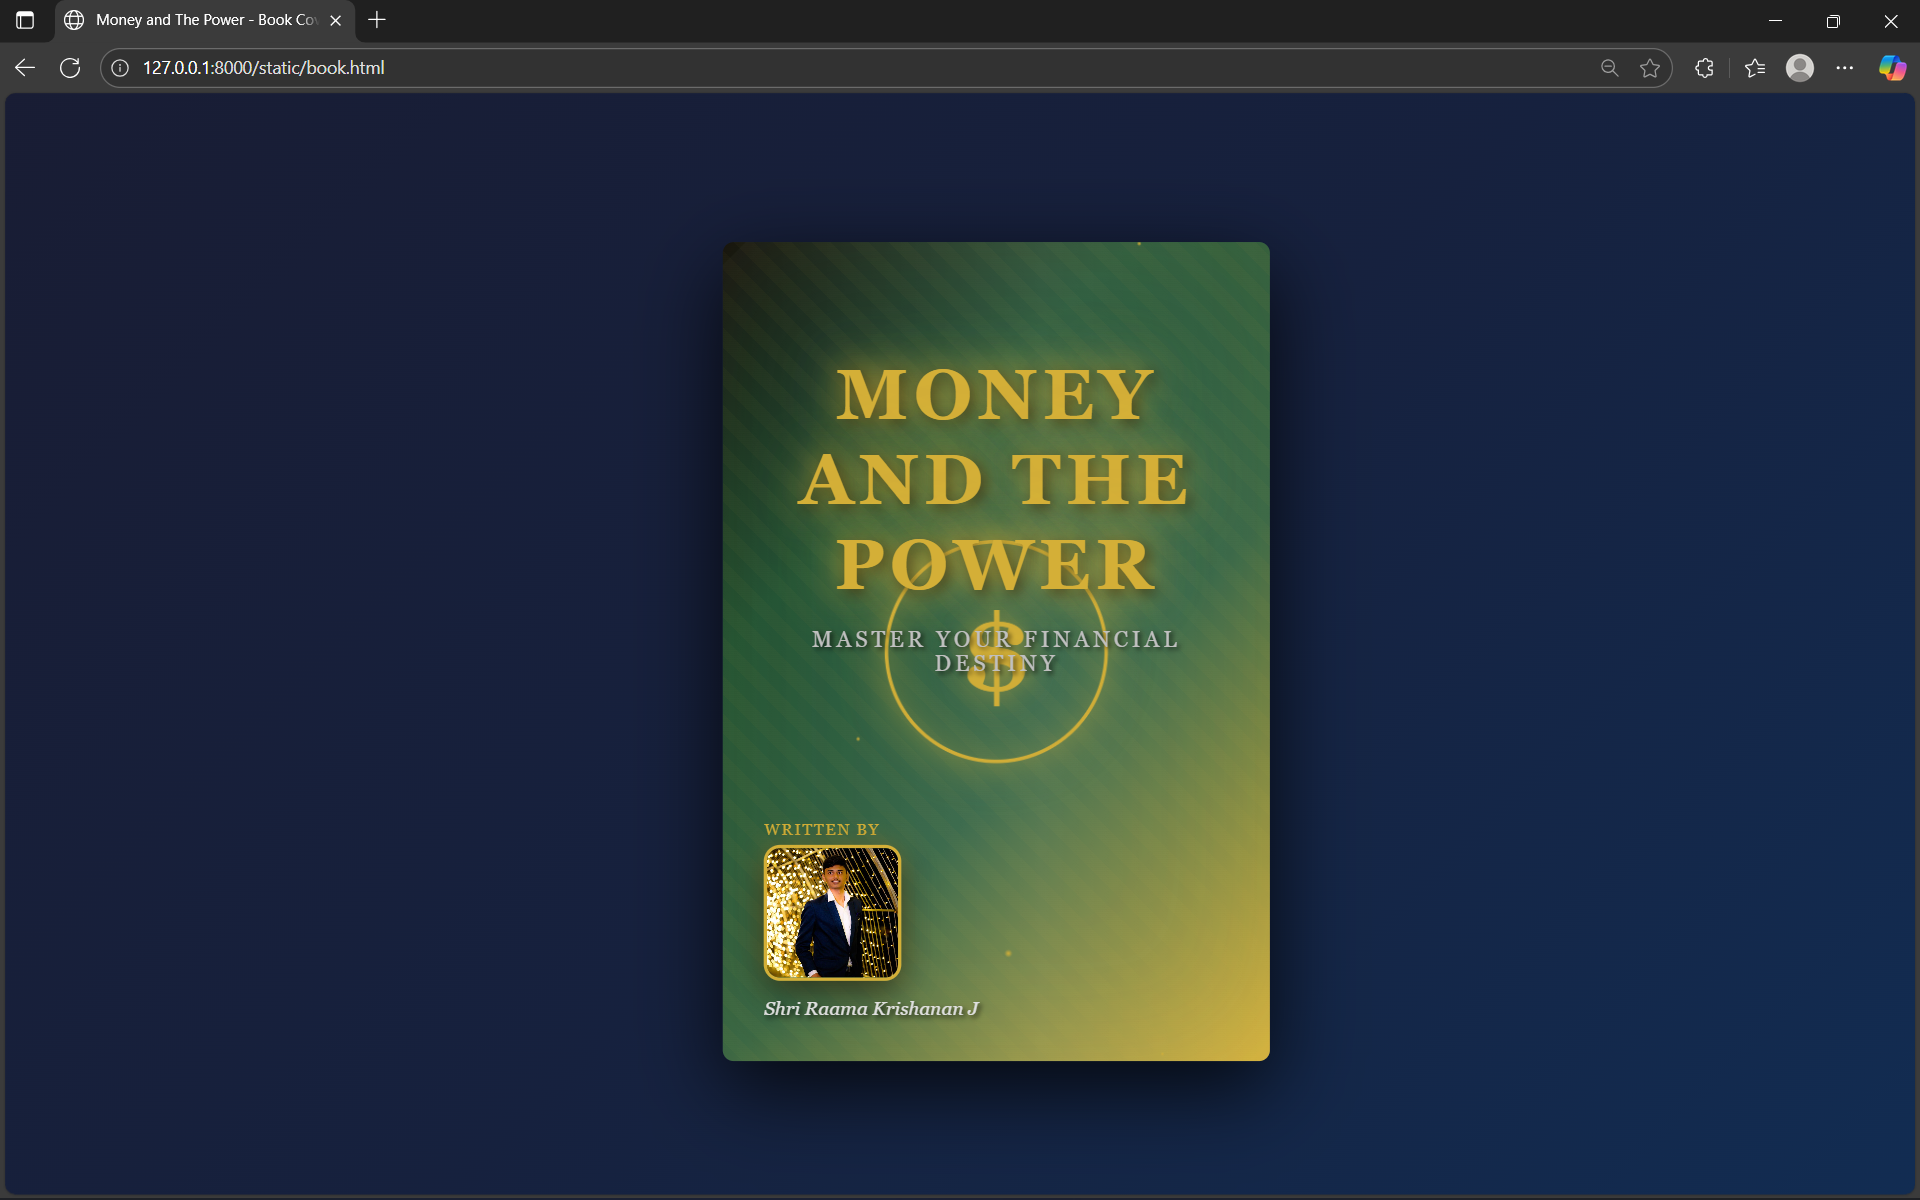 Money and The Power - Book Co
127.0.0.1:8000/static/book.html
MONEY
AND THE
POWER
$
MASTER YOUR FINANCIAL
DESTINY
WRITTEN BY
Shri Raama Krishanan J